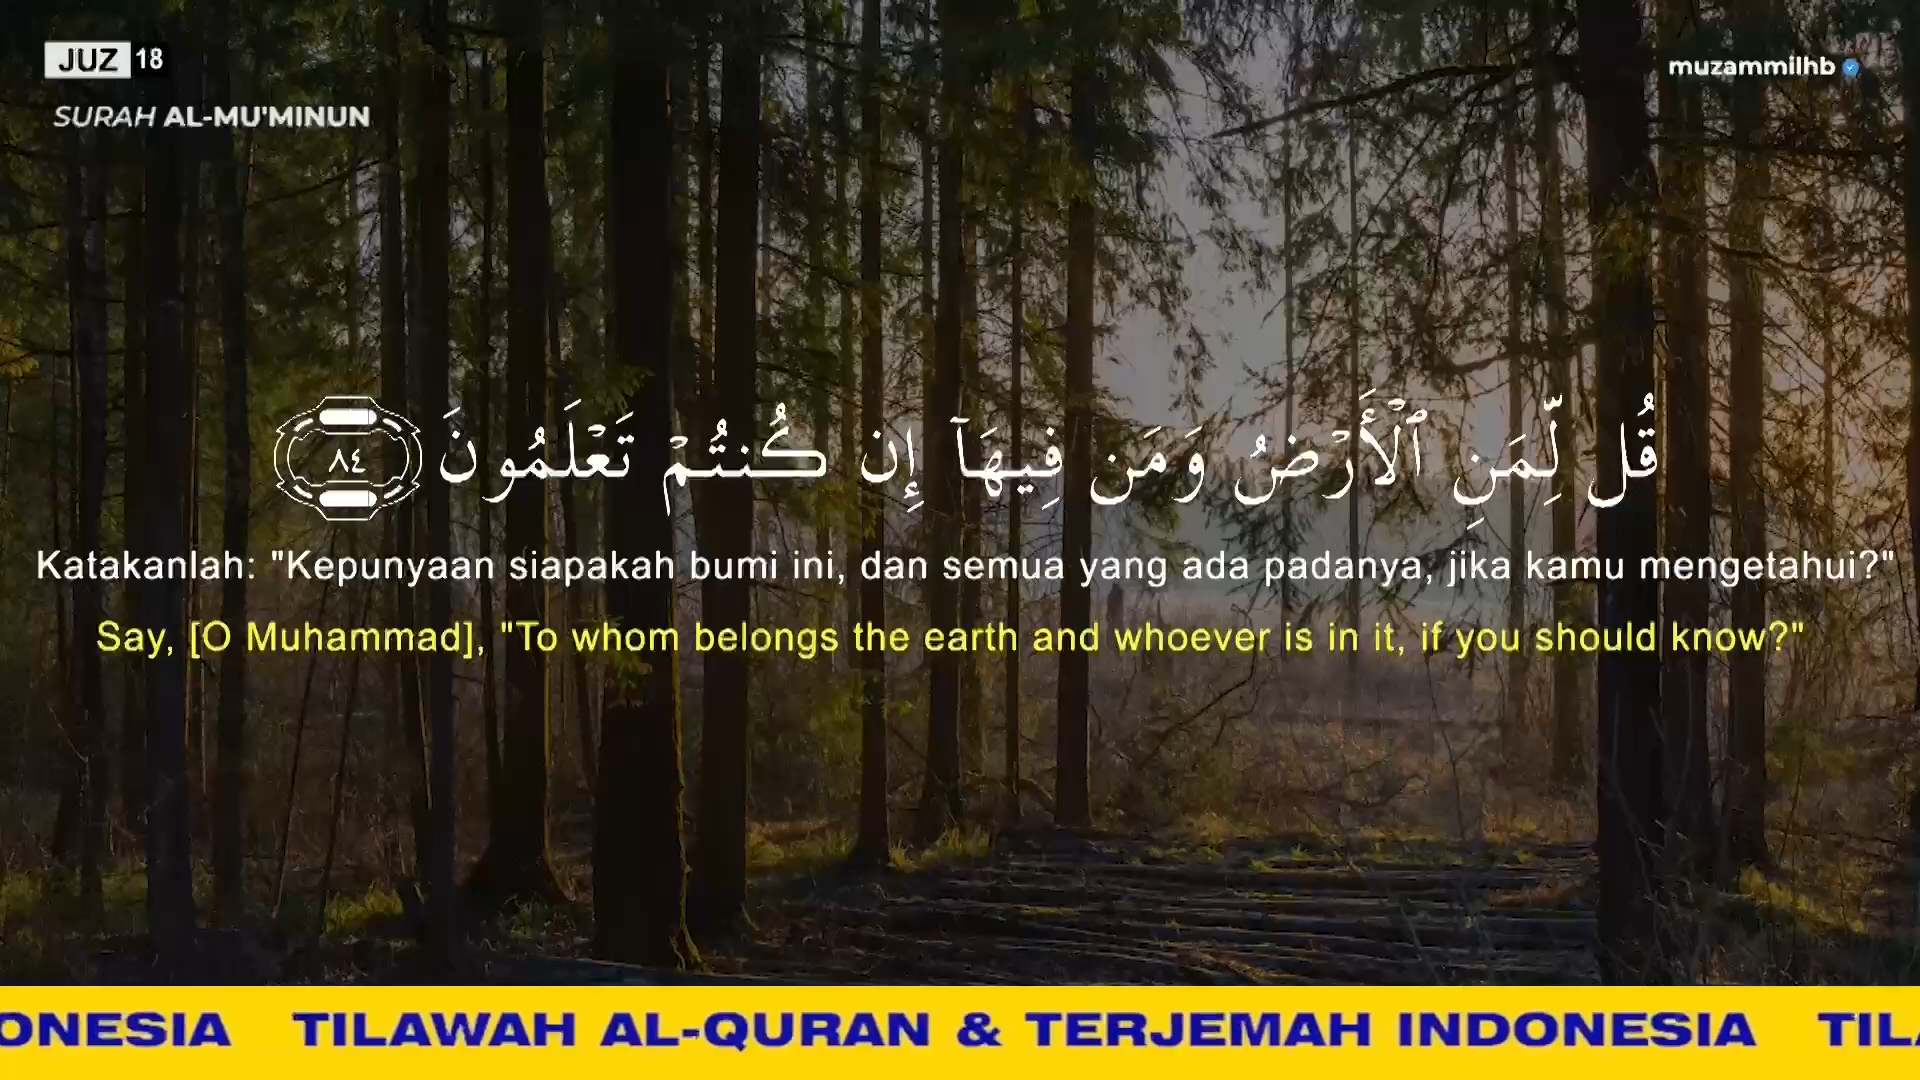 JUZ 18
muzammilhb
SURAH AL-MU'MINUN
قُل لِّمَنِ ٱلْأَرْضُ وَمَن فِيهَآ إِن كُنتُمْ تَعْلَمُونَ ٨٤
Katakanlah: "Kepunyaan siapakah bumi ini, dan semua yang ada padanya, jika kamu mengetahui?"
Say, [O Muhammad], "To whom belongs the earth and whoever is in it, if you should know?"
ONESIA TILAWAH AL-QURAN & TERJEMAH INDONESIA TIL